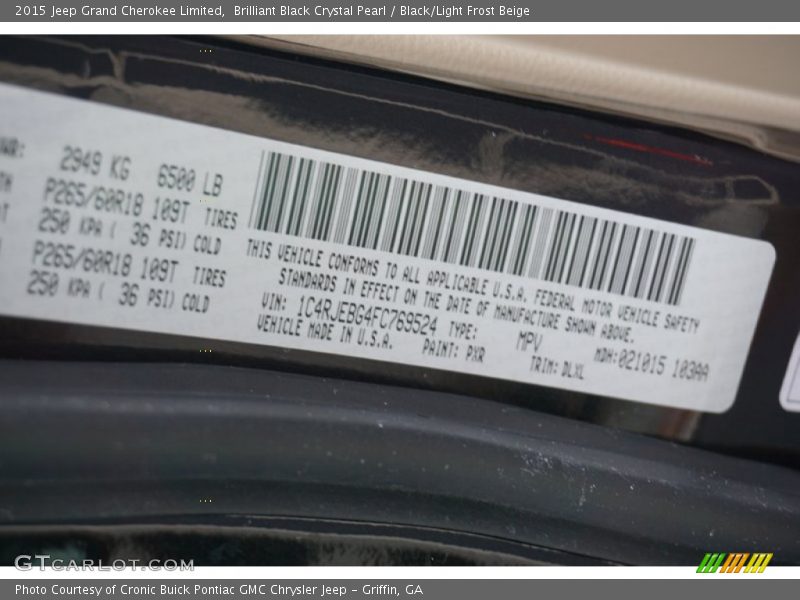 2015 Jeep Grand Cherokee Limited, Brilliant Black Crystal Pearl / Black/Light Frost Beige
2949 KG 6500 LB
P265/60R18 109T TIRES
250 KPA ( 36 PSI) COLD
P265/60R18 109T TIRES
250 KPA ( 36 PSI) COLD
THIS VEHICLE CONFORMS TO ALL APPLICABLE U.S.A. FEDERAL MOTOR VEHICLE SAFETY
STANDARDS IN EFFECT ON THE DATE OF MANUFACTURE SHOWN ABOVE.
VIN: 1C4RJEBG4FC769524 TYPE: MPV MDH:021015 103AA
VEHICLE MADE IN U.S.A. PAINT: PXR TRIM: DLXL
GTCARLOT.COM
Photo Courtesy of Cronic Buick Pontiac GMC Chrysler Jeep - Griffin, GA